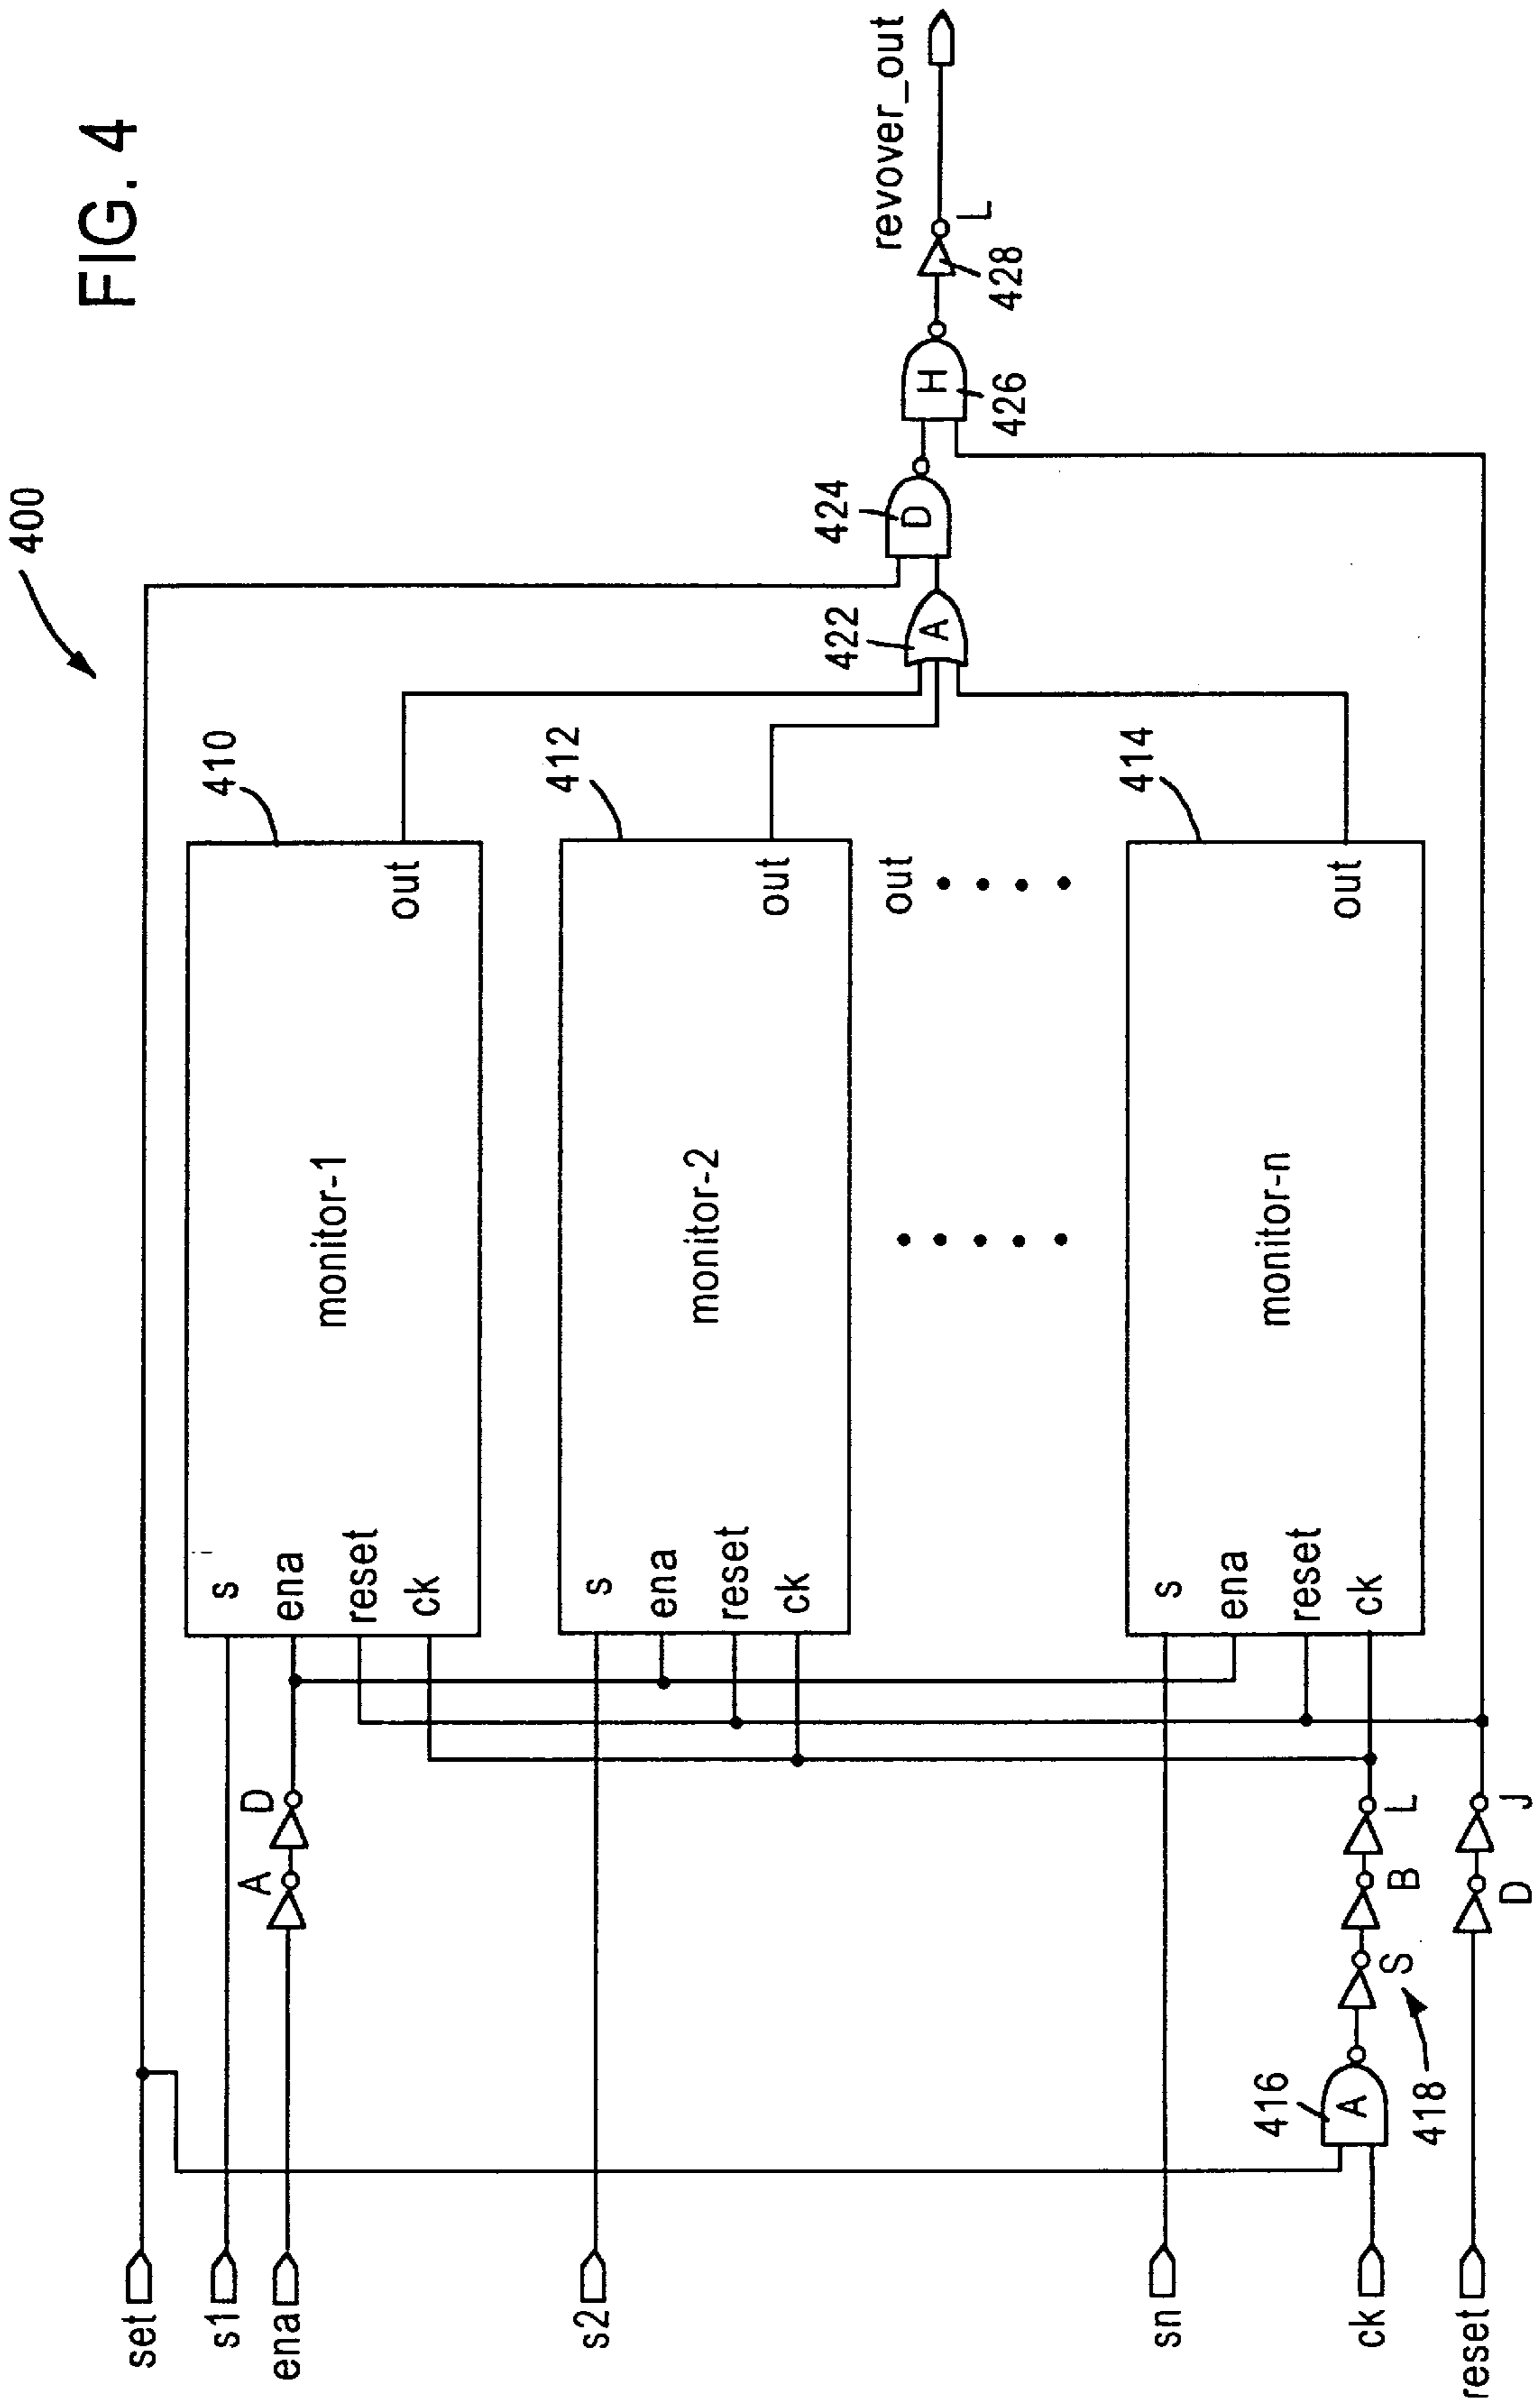 FIG. 4
400
set
s1
ena
s2
sn
ck
reset
A
D
416
A
418
S
B
L
D
J
s
ena
reset
ck
monitor-1
out
410
s
ena
reset
ck
monitor-2
out
412
out
s
ena
reset
ck
monitor-n
out
414
422
A
424
D
H
426
428
L
revover_out